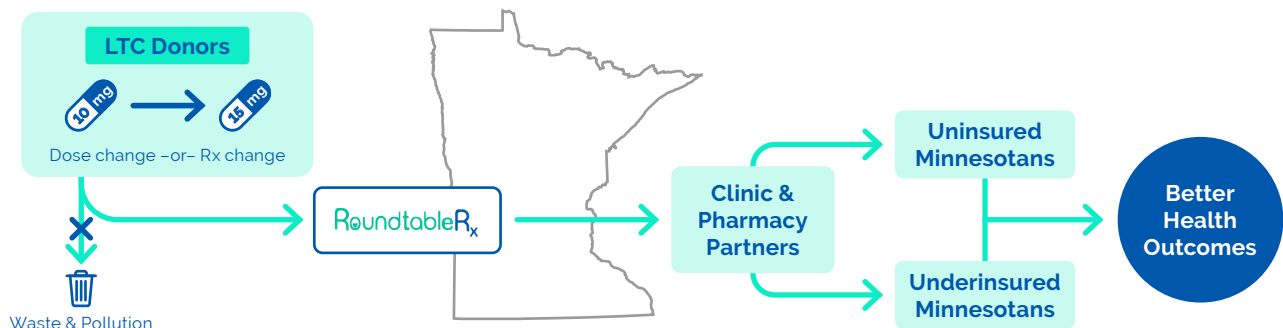 LTC Donors
10 mg
15 mg
Dose change –or– Rx change
Waste & Pollution
RoundtableRx
Clinic &
Pharmacy
Partners
Uninsured
Minnesotans
Underinsured
Minnesotans
Better
Health
Outcomes